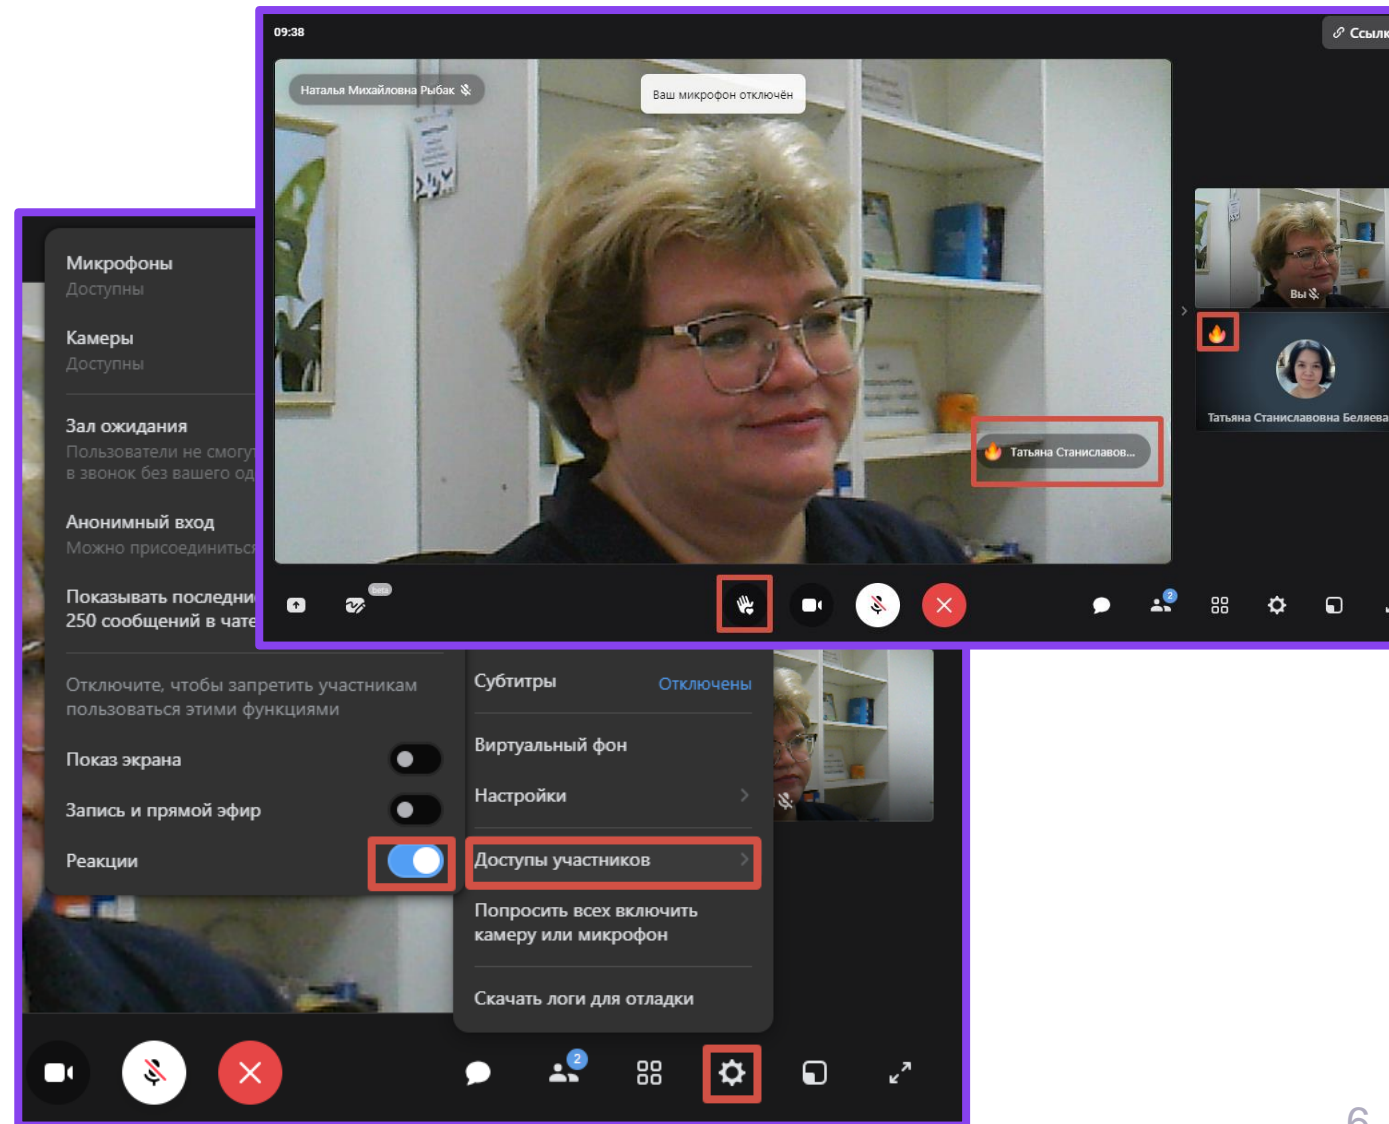 09:38
Ссылк
Наталья Михайловна Рыбак
Ваш микрофон отключён
Вы
Татьяна Станиславовна Беляева
Татьяна Станиславов...
beta
2
Микрофоны
Доступны
Камеры
Доступны
Зал ожидания
Пользователи не смогут
в звонок без вашего од
Анонимный вход
Можно присоединиться
Показывать последни
250 сообщений в чате
Отключите, чтобы запретить участникам
пользоваться этими функциями
Показ экрана
Запись и прямой эфир
Реакции
Субтитры
Отключены
Виртуальный фон
Настройки
Доступы участников
Попросить всех включить
камеру или микрофон
Скачать логи для отладки
2
6